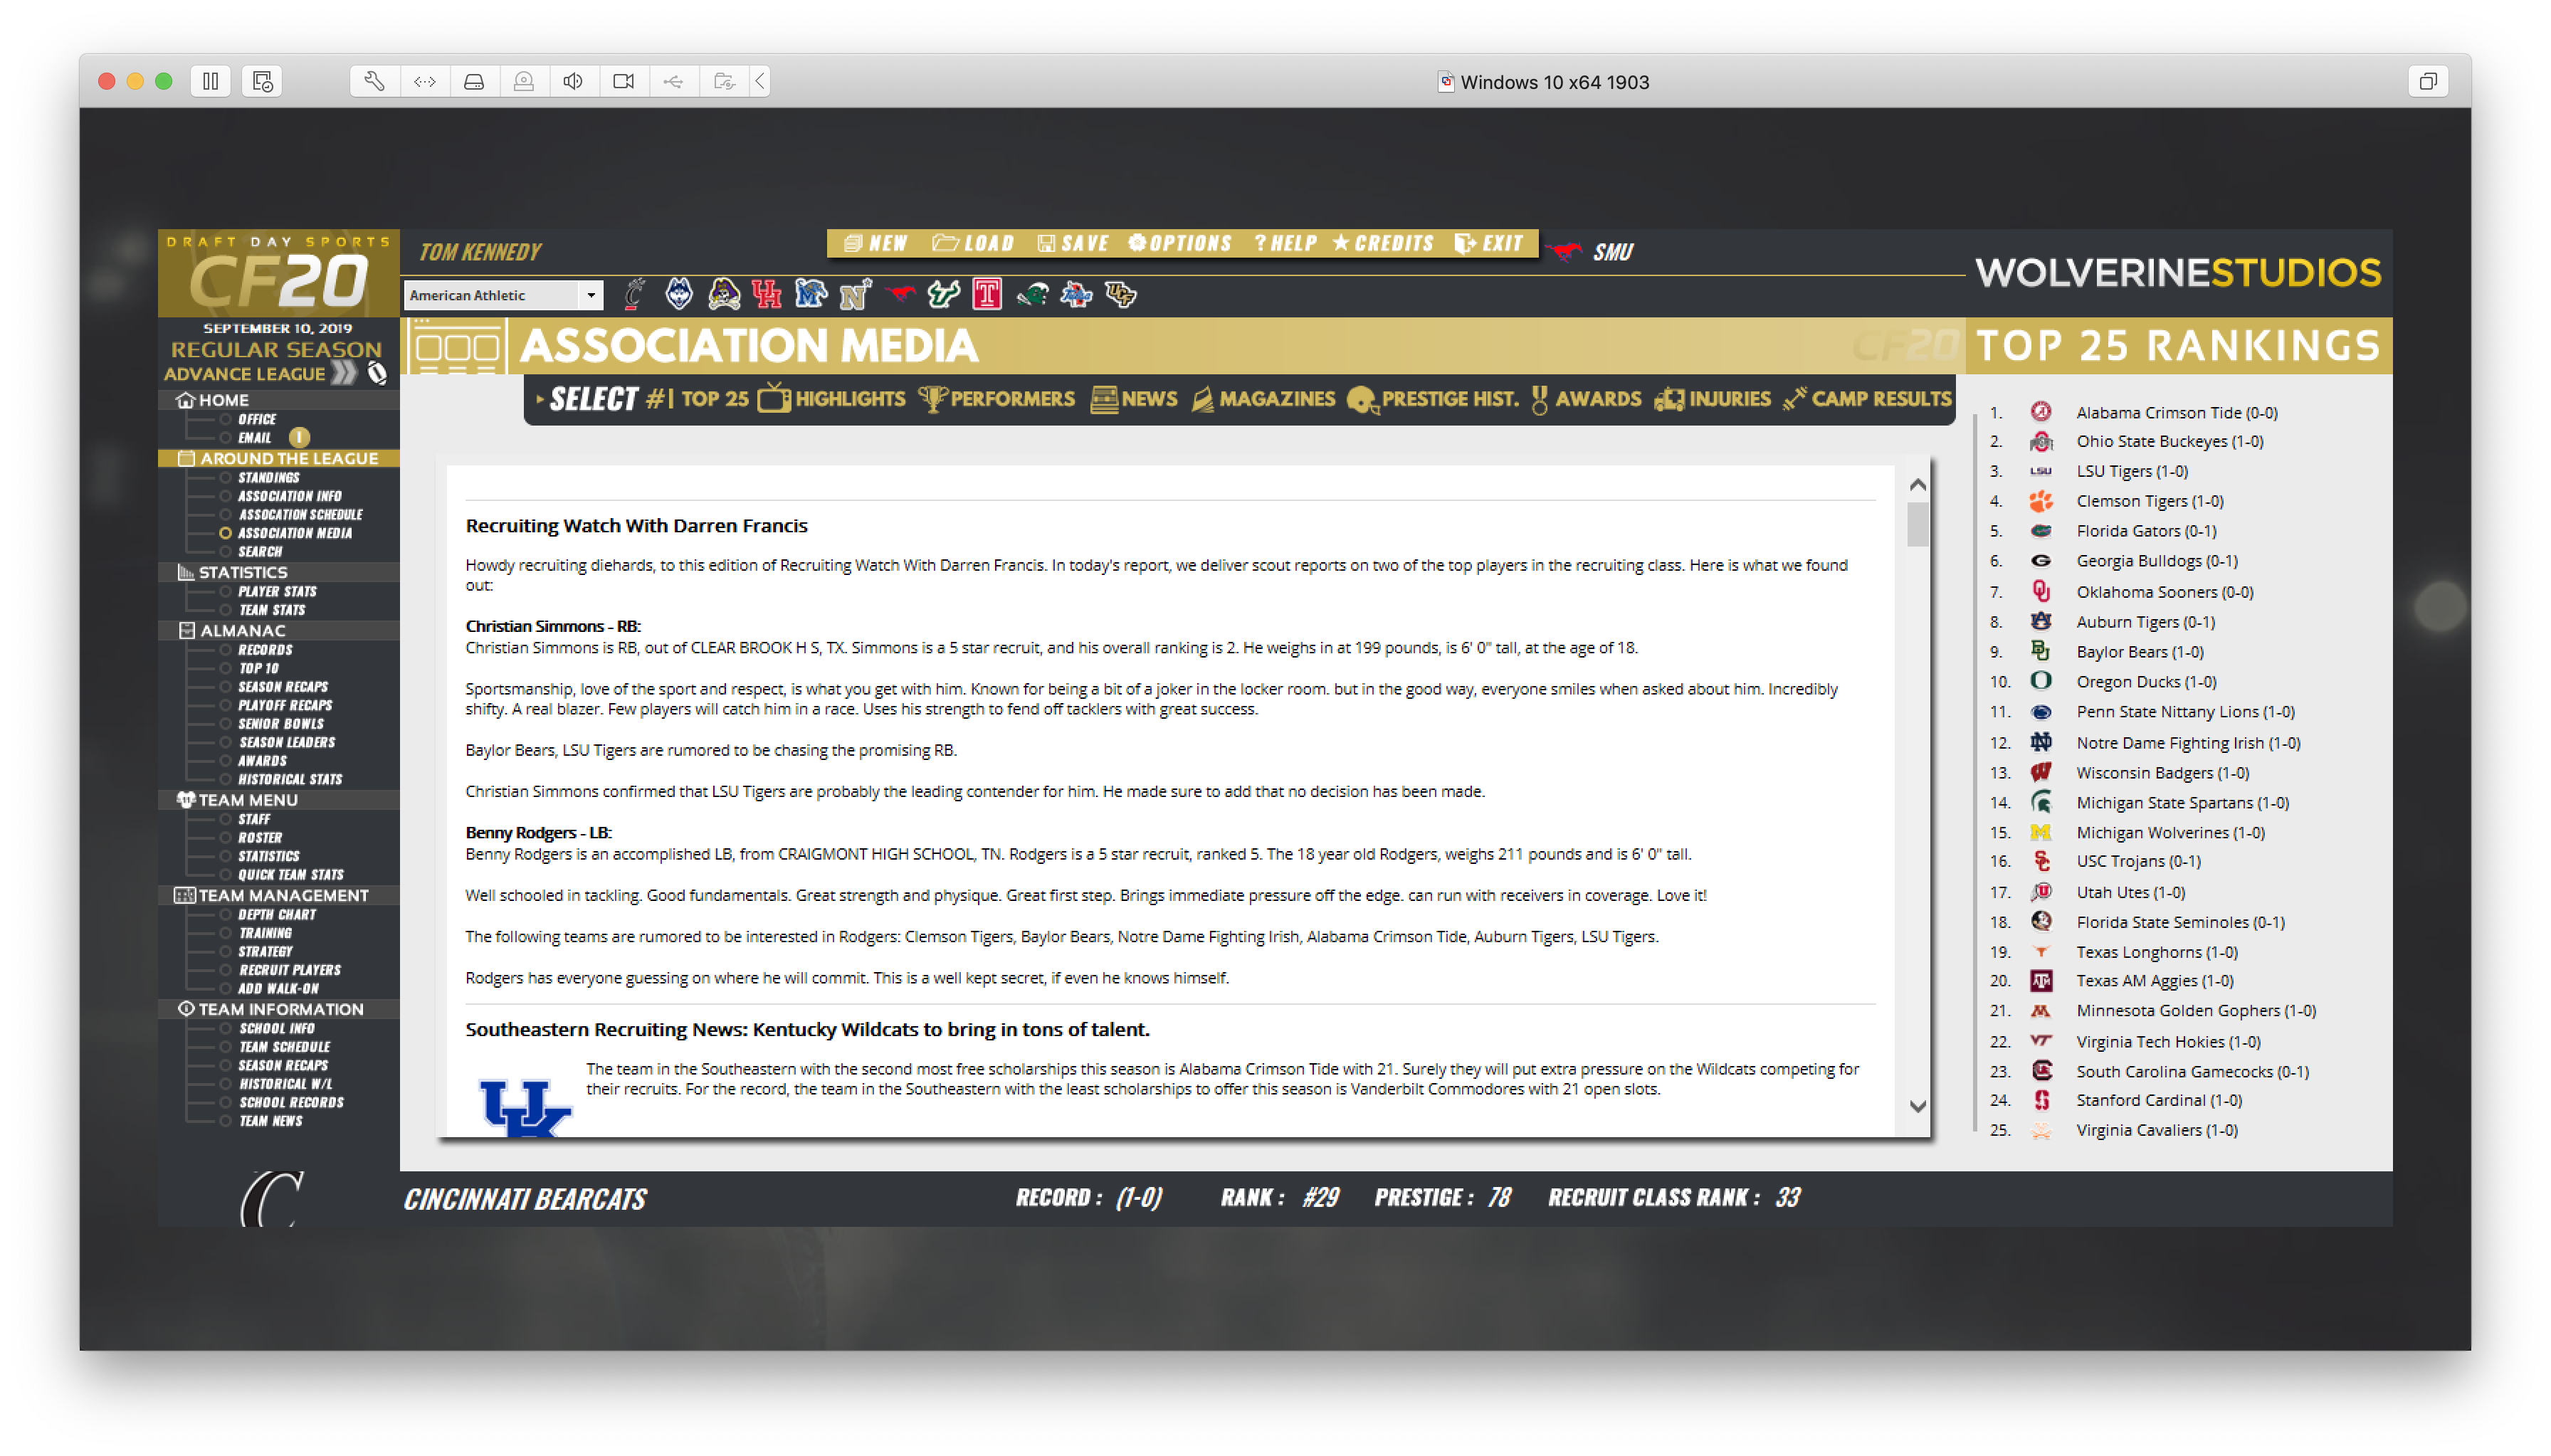 Windows 10 x64 1903
DRAFT DAY SPORTS
CF20
TOM KENNEDY
NEW LOAD SAVE OPTIONS ? HELP CREDITS EXIT
SMU
WOLVERINESTUDIOS
American Athletic
SEPTEMBER 10, 2019
REGULAR SEASON
ADVANCE LEAGUE
ASSOCIATION MEDIA
CF20
TOP 25 RANKINGS
SELECT #1 TOP 25 HIGHLIGHTS PERFORMERS NEWS MAGAZINES PRESTIGE HIST. AWARDS INJURIES CAMP RESULTS
HOME
OFFICE
EMAIL 1
AROUND THE LEAGUE
STANDINGS
ASSOCIATION INFO
ASSOCATION SCHEDULE
ASSOCIATION MEDIA
SEARCH
STATISTICS
PLAYER STATS
TEAM STATS
ALMANAC
RECORDS
TOP 10
SEASON RECAPS
PLAYOFF RECAPS
SENIOR BOWLS
SEASON LEADERS
AWARDS
HISTORICAL STATS
TEAM MENU
STAFF
ROSTER
STATISTICS
QUICK TEAM STATS
TEAM MANAGEMENT
DEPTH CHART
TRAINING
STRATEGY
RECRUIT PLAYERS
ADD WALK-ON
TEAM INFORMATION
SCHOOL INFO
TEAM SCHEDULE
SEASON RECAPS
HISTORICAL W/L
SCHOOL RECORDS
TEAM NEWS
Recruiting Watch With Darren Francis
Howdy recruiting diehards, to this edition of Recruiting Watch With Darren Francis. In today's report, we deliver scout reports on two of the top players in the recruiting class. Here is what we found
out:
Christian Simmons - RB:
Christian Simmons is RB, out of CLEAR BROOK H S, TX. Simmons is a 5 star recruit, and his overall ranking is 2. He weighs in at 199 pounds, is 6' 0" tall, at the age of 18.
Sportsmanship, love of the sport and respect, is what you get with him. Known for being a bit of a joker in the locker room. but in the good way, everyone smiles when asked about him. Incredibly
shifty. A real blazer. Few players will catch him in a race. Uses his strength to fend off tacklers with great success.
Baylor Bears, LSU Tigers are rumored to be chasing the promising RB.
Christian Simmons confirmed that LSU Tigers are probably the leading contender for him. He made sure to add that no decision has been made.
Benny Rodgers - LB:
Benny Rodgers is an accomplished LB, from CRAIGMONT HIGH SCHOOL, TN. Rodgers is a 5 star recruit, ranked 5. The 18 year old Rodgers, weighs 211 pounds and is 6' 0" tall.
Well schooled in tackling. Good fundamentals. Great strength and physique. Great first step. Brings immediate pressure off the edge. can run with receivers in coverage. Love it!
The following teams are rumored to be interested in Rodgers: Clemson Tigers, Baylor Bears, Notre Dame Fighting Irish, Alabama Crimson Tide, Auburn Tigers, LSU Tigers.
Rodgers has everyone guessing on where he will commit. This is a well kept secret, if even he knows himself.
Southeastern Recruiting News: Kentucky Wildcats to bring in tons of talent.
The team in the Southeastern with the second most free scholarships this season is Alabama Crimson Tide with 21. Surely they will put extra pressure on the Wildcats competing for
their recruits. For the record, the team in the Southeastern with the least scholarships to offer this season is Vanderbilt Commodores with 21 open slots.
UK
1. Alabama Crimson Tide (0-0)
2. Ohio State Buckeyes (1-0)
3. LSU LSU Tigers (1-0)
4. Clemson Tigers (1-0)
5. Florida Gators (0-1)
6. Georgia Bulldogs (0-1)
7. Oklahoma Sooners (0-0)
8. Auburn Tigers (0-1)
9. Baylor Bears (1-0)
10. Oregon Ducks (1-0)
11. Penn State Nittany Lions (1-0)
12. Notre Dame Fighting Irish (1-0)
13. Wisconsin Badgers (1-0)
14. Michigan State Spartans (1-0)
15. Michigan Wolverines (1-0)
16. USC Trojans (0-1)
17. Utah Utes (1-0)
18. Florida State Seminoles (0-1)
19. Texas Longhorns (1-0)
20. Texas AM Aggies (1-0)
21. Minnesota Golden Gophers (1-0)
22. Virginia Tech Hokies (1-0)
23. South Carolina Gamecocks (0-1)
24. Stanford Cardinal (1-0)
25. Virginia Cavaliers (1-0)
CINCINNATI BEARCATS RECORD : (1-0) RANK : #29 PRESTIGE : 78 RECRUIT CLASS RANK : 33